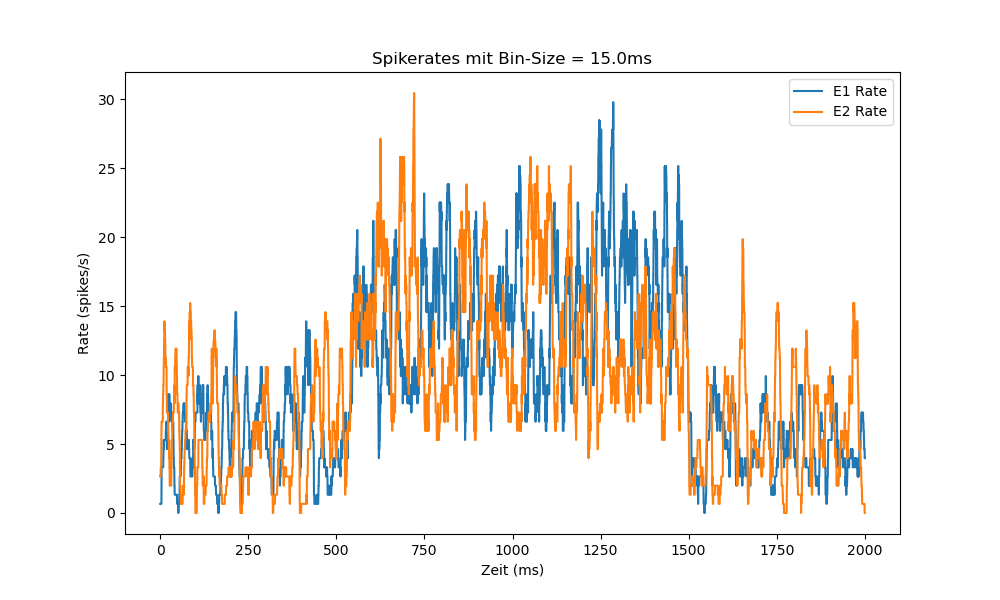 Spikerates mit Bin-Size = 15.0ms
E1 Rate
E2 Rate
30
25
20
15
10
5
0
Rate (spikes/s)
0 250 500 750 1000 1250 1500 1750 2000
Zeit (ms)